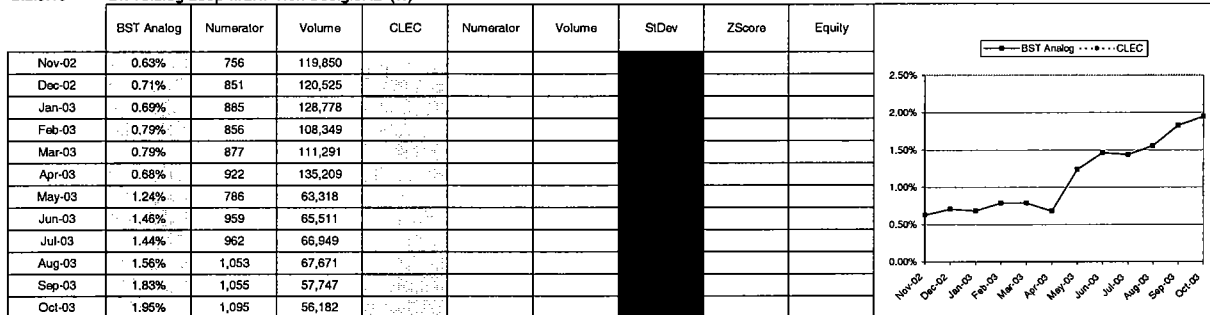 BST Analog Numerator Volume CLEC Numerator Volume StDev ZScore Equity
Nov-02 0.63% 756 119,850
Dec-02 0.71% 851 120,525
Jan-03 0.69% 885 128,778
Feb-03 0.79% 856 108,349
Mar-03 0.79% 877 111,291
Apr-03 0.68% 922 135,209
May-03 1.24% 786 63,318
Jun-03 1.46% 959 65,511
Jul-03 1.44% 962 66,949
Aug-03 1.56% 1,053 67,671
Sep-03 1.83% 1,055 57,747
Oct-03 1.95% 1,095 56,182
BST Analog CLEC
2.50%
2.00%
1.50%
1.00%
0.50%
0.00%
Nov-02 Dec-02 Jan-03 Feb-03 Mar-03 Apr-03 May-03 Jun-03 Jul-03 Aug-03 Sep-03 Oct-03